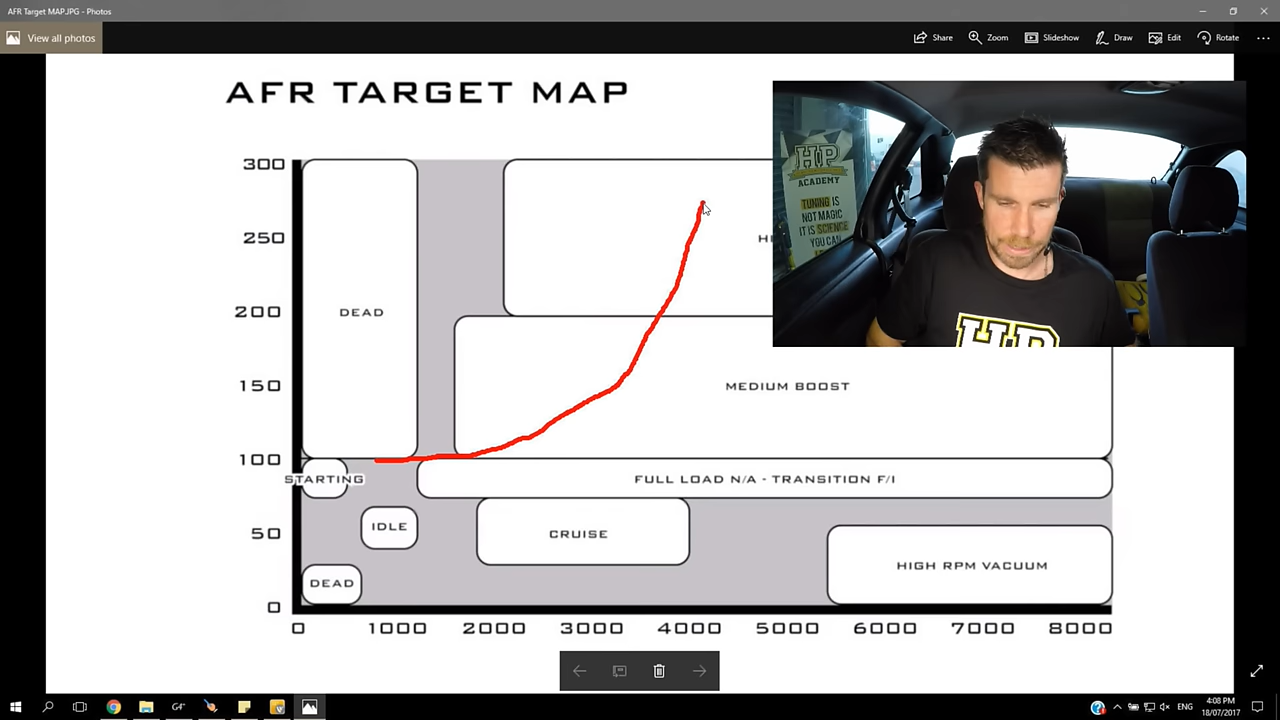 AFR Target MAP.JPG - Photos
View all photos
Share
Zoom
Slideshow
Draw
Edit
Rotate
AFR TARGET MAP
300
250
200
150
100
50
0
DEAD
MEDIUM BOOST
STARTING
FULL LOAD N/A - TRANSITION F/I
IDLE
CRUISE
HIGH RPM VACUUM
DEAD
0
1000
2000
3000
4000
5000
6000
7000
8000
HP
ACADEMY
TUNING IS
NOT MAGIC
IT IS SCIENCE
YOU CAN
HP
ENG
4:08 PM
18/07/2017